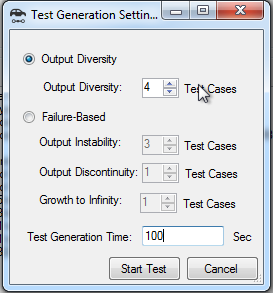 Test Generation Settin...
Output Diversity
Output Diversity: 4 Test Cases
Failure-Based
Output Instability: 3 Test Cases
Output Discontinuity: 1 Test Cases
Growth to Infinity: 1 Test Cases
Test Generation Time: 100 Sec
Start Test Cancel